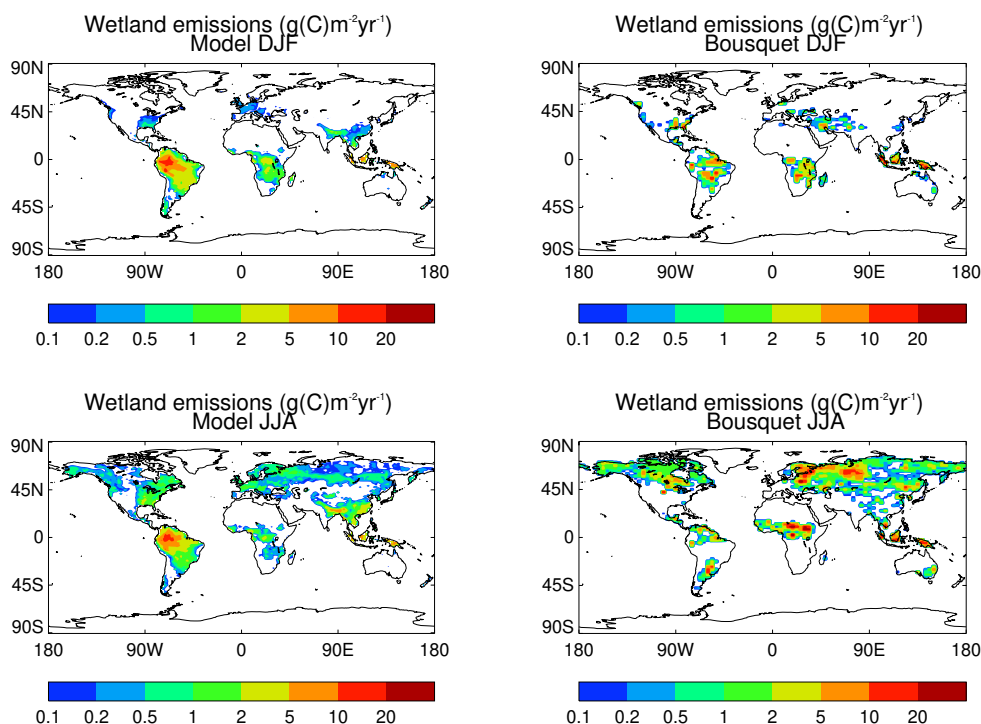 Wetland emissions (g(C)m-2yr-1)
Model DJF
90N
45N
0
45S
90S
180 90W 0 90E 180
0.1 0.2 0.5 1 2 5 10 20
Wetland emissions (g(C)m-2yr-1)
Bousquet DJF
90N
45N
0
45S
90S
180 90W 0 90E 180
0.1 0.2 0.5 1 2 5 10 20
Wetland emissions (g(C)m-2yr-1)
Model JJA
90N
45N
0
45S
90S
180 90W 0 90E 180
0.1 0.2 0.5 1 2 5 10 20
Wetland emissions (g(C)m-2yr-1)
Bousquet JJA
90N
45N
0
45S
90S
180 90W 0 90E 180
0.1 0.2 0.5 1 2 5 10 20